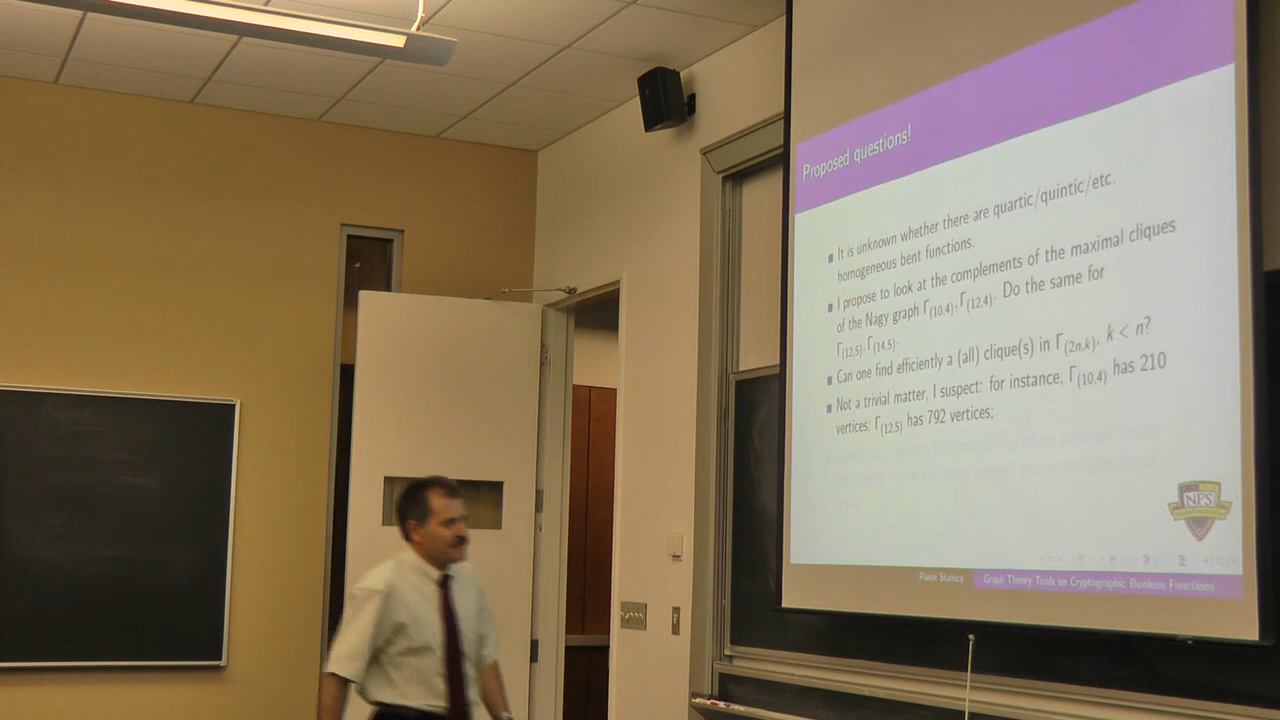 Proposed questions!
It is unknown whether there are quartic/quintic/etc.
homogeneous bent functions.
I propose to look at the complements of the maximal cliques
of the Nagy graph Γ(10,4), Γ(12,4). Do the same for
Γ(12,5), Γ(14,5).
Can one find efficiently a (all) clique(s) in Γ(2n,k), k < n?
Not a trivial matter, I suspect: for instance, Γ(10,4) has 210
vertices; Γ(12,5) has 792 vertices;
NPS
Pante Stanica
Graph Theory Tools on Cryptographic Boolean Functions